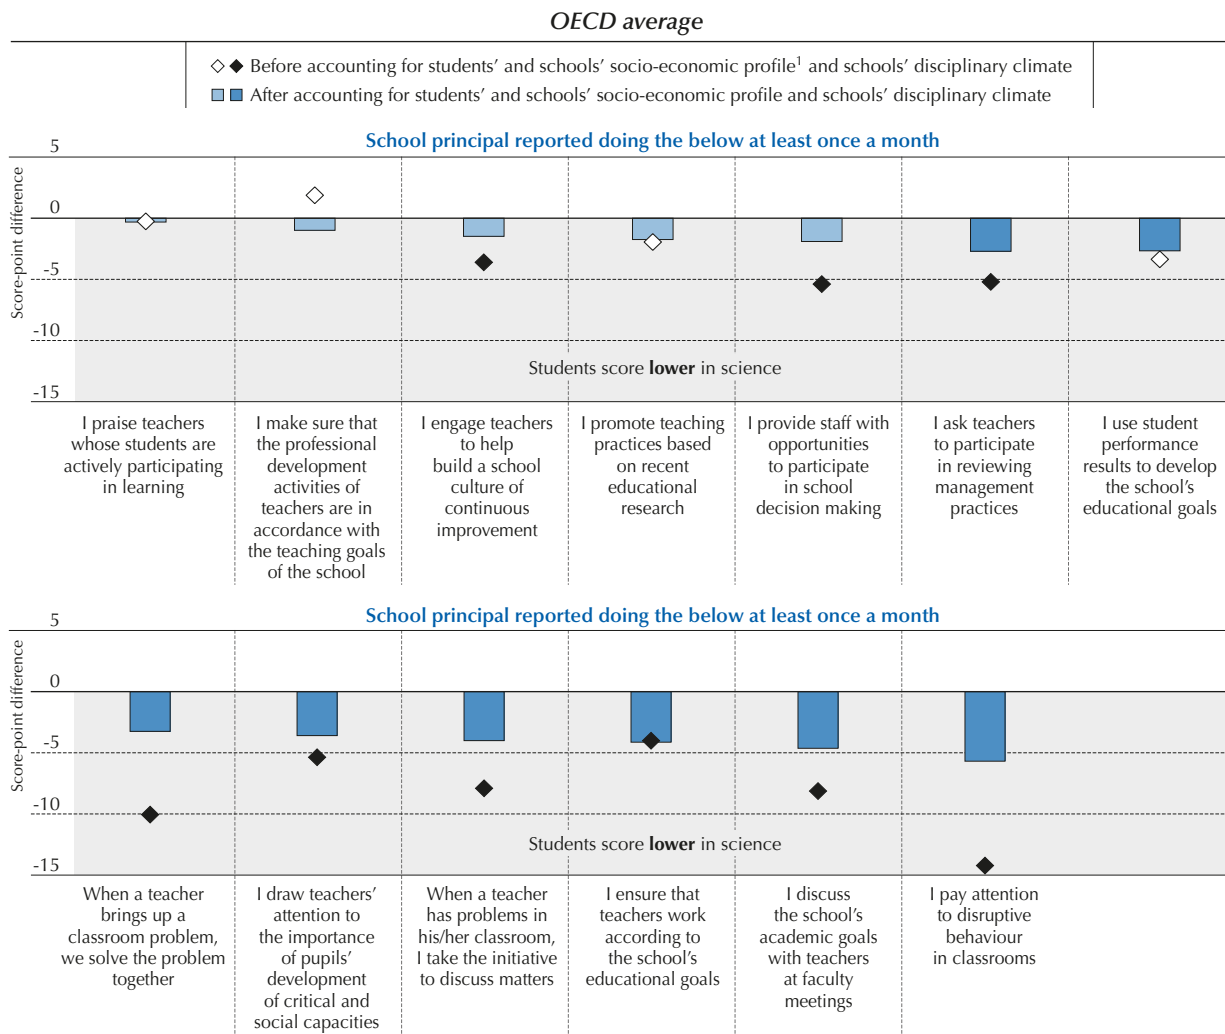 OECD average
Before accounting for students’ and schools’ socio-economic profile1 and schools’ disciplinary climate
After accounting for students’ and schools’ socio-economic profile and schools’ disciplinary climate
School principal reported doing the below at least once a month
Score-point difference
5
0
-5
-10
-15
Students score lower in science
I praise teachers
whose students are
actively participating
in learning
I make sure that
the professional
development
activities of
teachers are in
accordance with
the teaching goals
of the school
I engage teachers
to help
build a school
culture of
continuous
improvement
I promote teaching
practices based
on recent
educational
research
I provide staff with
opportunities
to participate
in school
decision making
I ask teachers
to participate
in reviewing
management
practices
I use student
performance
results to develop
the school’s
educational goals
School principal reported doing the below at least once a month
Score-point difference
5
0
-5
-10
-15
Students score lower in science
When a teacher
brings up a
classroom problem,
we solve the problem
together
I draw teachers’
attention to
the importance
of pupils’
development
of critical and
social capacities
When a teacher
has problems in
his/her classroom,
I take the initiative
to discuss matters
I ensure that
teachers work
according to
the school’s
educational goals
I discuss
the school’s
academic goals
with teachers
at faculty
meetings
I pay attention
to disruptive
behaviour
in classrooms